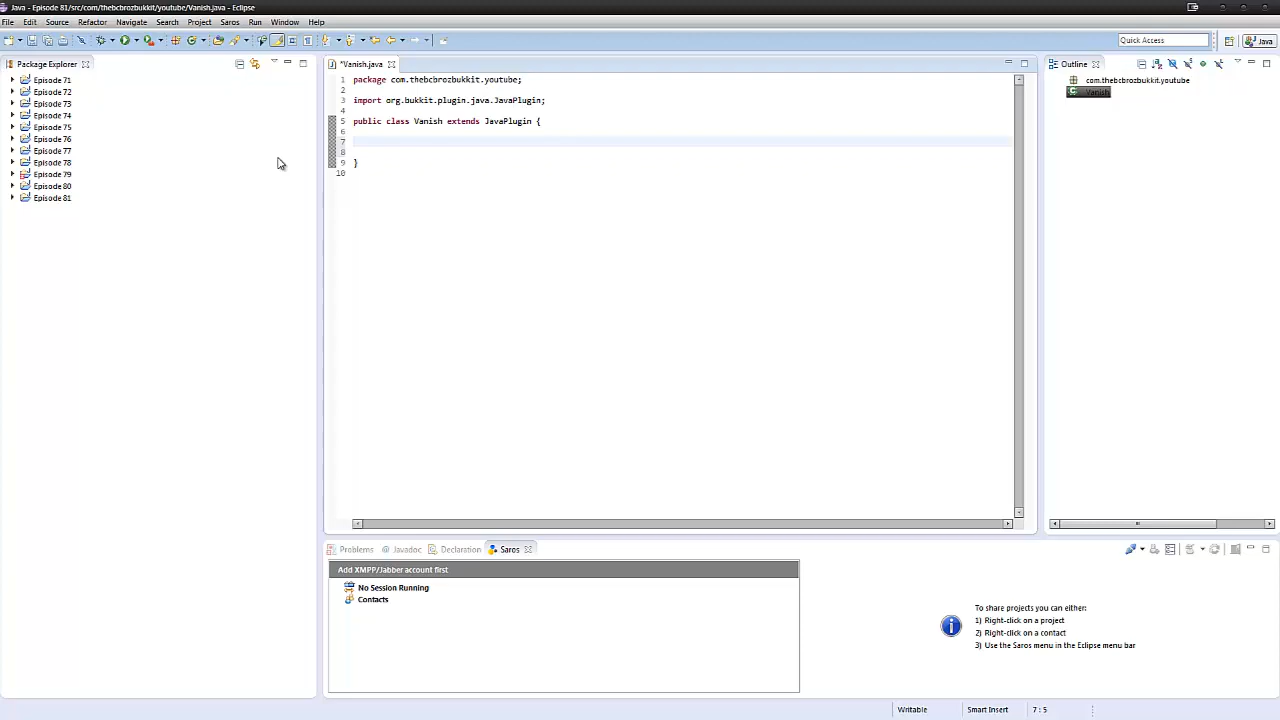 Java - Episode 81/src/com/thebcbrozbukkit/youtube/Vanish.java - Eclipse
File Edit Source Refactor Navigate Search Project Saros Run Window Help
Quick Access
Java
Package Explorer
Episode 71
Episode 72
Episode 73
Episode 74
Episode 75
Episode 76
Episode 77
Episode 78
Episode 79
Episode 80
Episode 81
*Vanish.java
1 package com.thebcbrozbukkit.youtube;
2
3 import org.bukkit.plugin.java.JavaPlugin;
4
5 public class Vanish extends JavaPlugin {
6
7
8
9 }
10
Outline
com.thebcbrozbukkit.youtube
Vanish
Problems @ Javadoc Declaration Saros
Add XMPP/Jabber account first
No Session Running
Contacts
To share projects you can either:
1) Right-click on a project
2) Right-click on a contact
3) Use the Saros menu in the Eclipse menu bar
Writable Smart Insert 7 : 5